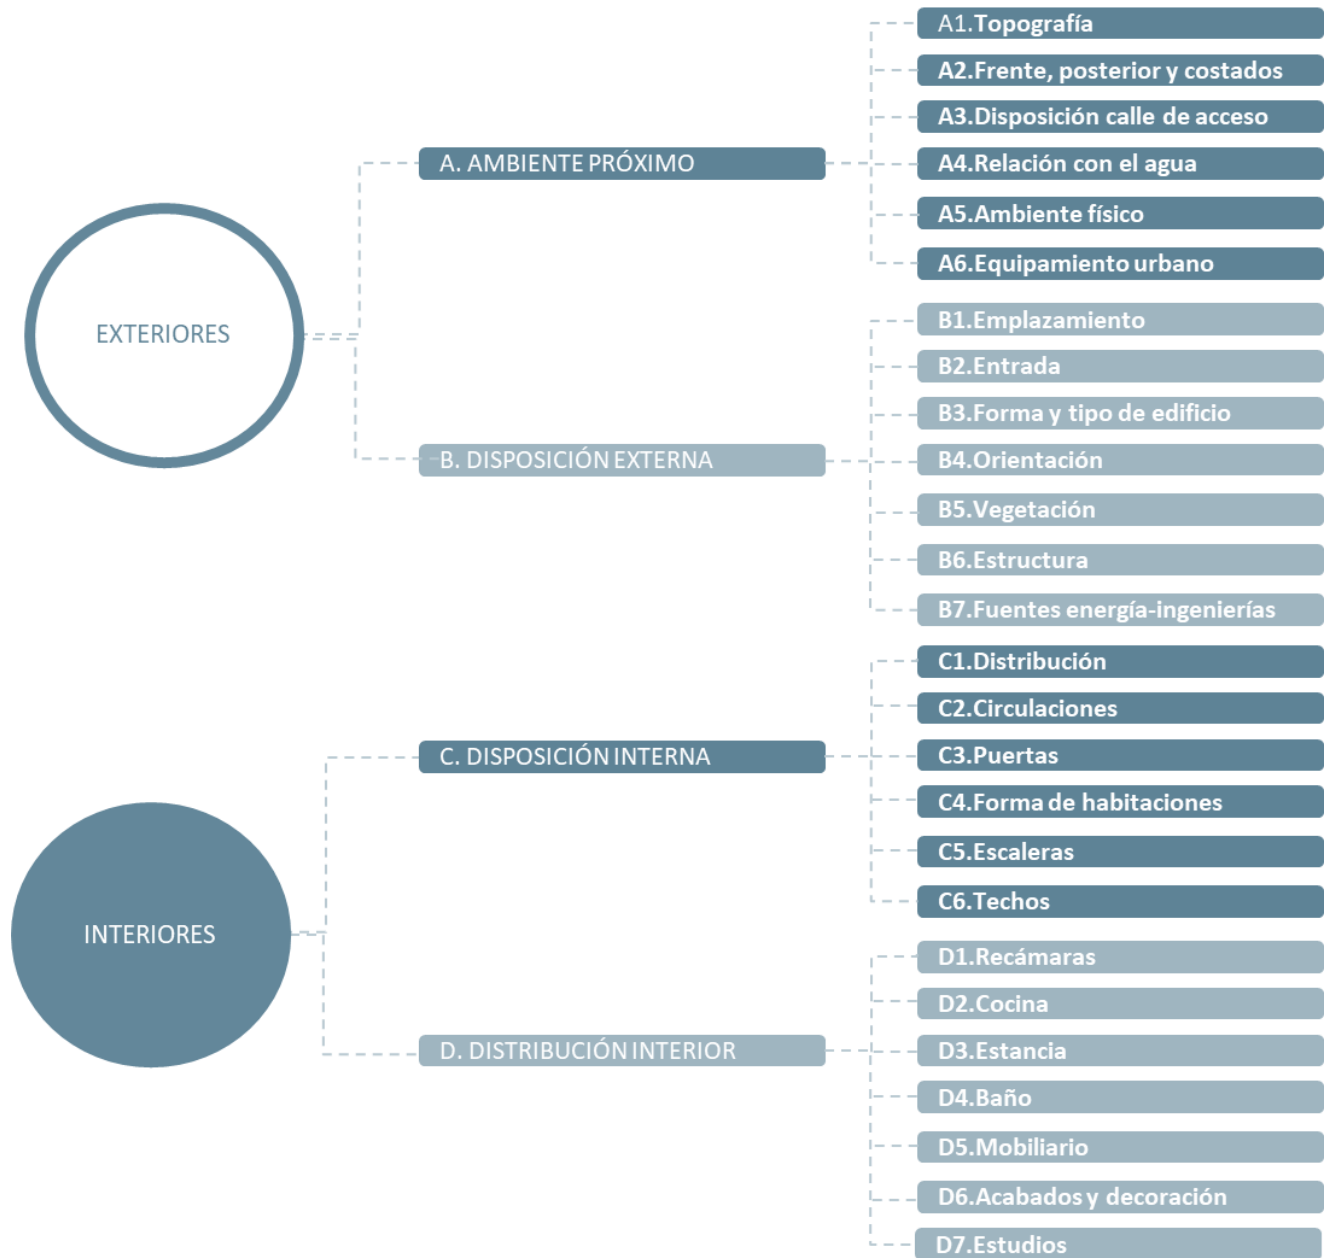 EXTERIORES
A. AMBIENTE PRÓXIMO
A1.Topografía
A2.Frente, posterior y costados
A3.Disposición calle de acceso
A4.Relación con el agua
A5.Ambiente físico
A6.Equipamiento urbano
B. DISPOSICIÓN EXTERNA
B1.Emplazamiento
B2.Entrada
B3.Forma y tipo de edificio
B4.Orientación
B5.Vegetación
B6.Estructura
B7.Fuentes energía-ingenierías
INTERIORES
C. DISPOSICIÓN INTERNA
C1.Distribución
C2.Circulaciones
C3.Puertas
C4.Forma de habitaciones
C5.Escaleras
C6.Techos
D. DISTRIBUCIÓN INTERIOR
D1.Recámaras
D2.Cocina
D3.Estancia
D4.Baño
D5.Mobiliario
D6.Acabados y decoración
D7.Estudios